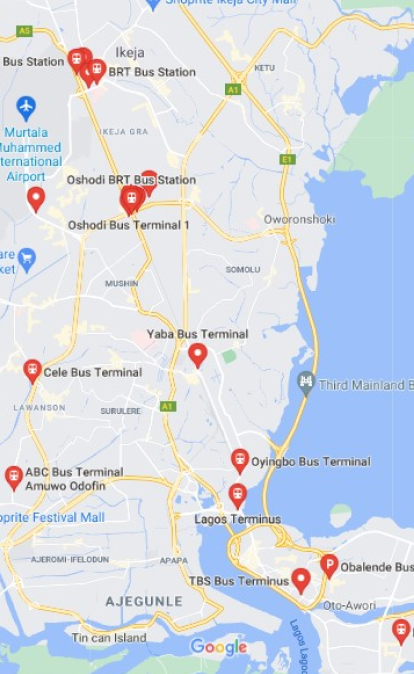 Shoprite Ikeja City Mall
A5
Bus Station
Ikeja
BRT Bus Station
KETU
A1
Murtala
Muhammed
International
Airport
IKEJA GRA
E1
Oshodi BRT Bus Station
Oshodi Bus Terminal 1
Oworonshoki
are
ket
SOMOLU
MUSHIN
Yaba Bus Terminal
Cele Bus Terminal
Third Mainland B
LAWANSON
SURULERE
A1
Oyingbo Bus Terminal
ABC Bus Terminal
Amuwo Odofin
Lagos Terminus
oprite Festival Mall
AJEROMI-IFELODUN
APAPA
Obalende Bus
TBS Bus Terminus
AJEGUNLE
Oto-Awori
Tin can Island
Google
Lagos Lagoo